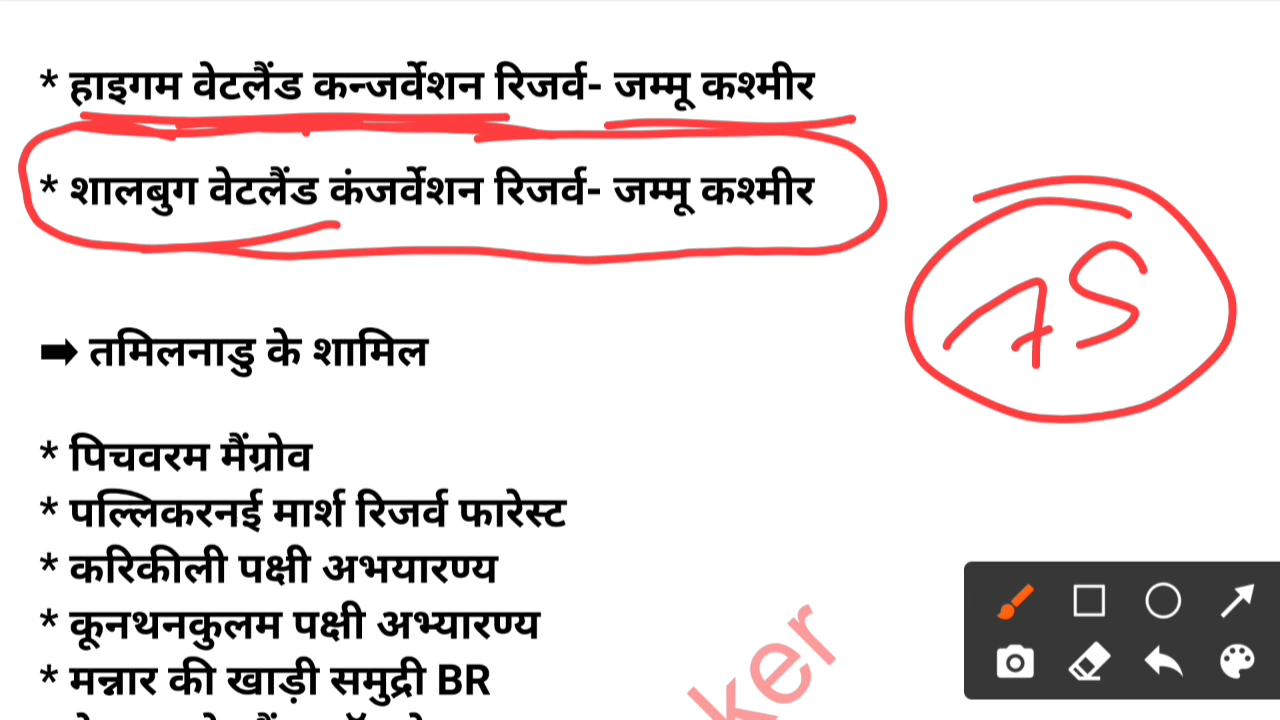 * हाइगम वेटलैंड कन्जर्वेशन रिजर्व- जम्मू कश्मीर
* शालबुग वेटलैंड कंजर्वेशन रिजर्व- जम्मू कश्मीर
75
➡ तमिलनाडु के शामिल
* पिचवरम मैंग्रोव
* पल्लिकरनई मार्श रिजर्व फारेस्ट
* करिकीली पक्षी अभयारण्य
* कूनथनकुलम पक्षी अभ्यारण्य
* मन्नार की खाड़ी समुद्री BR
ker